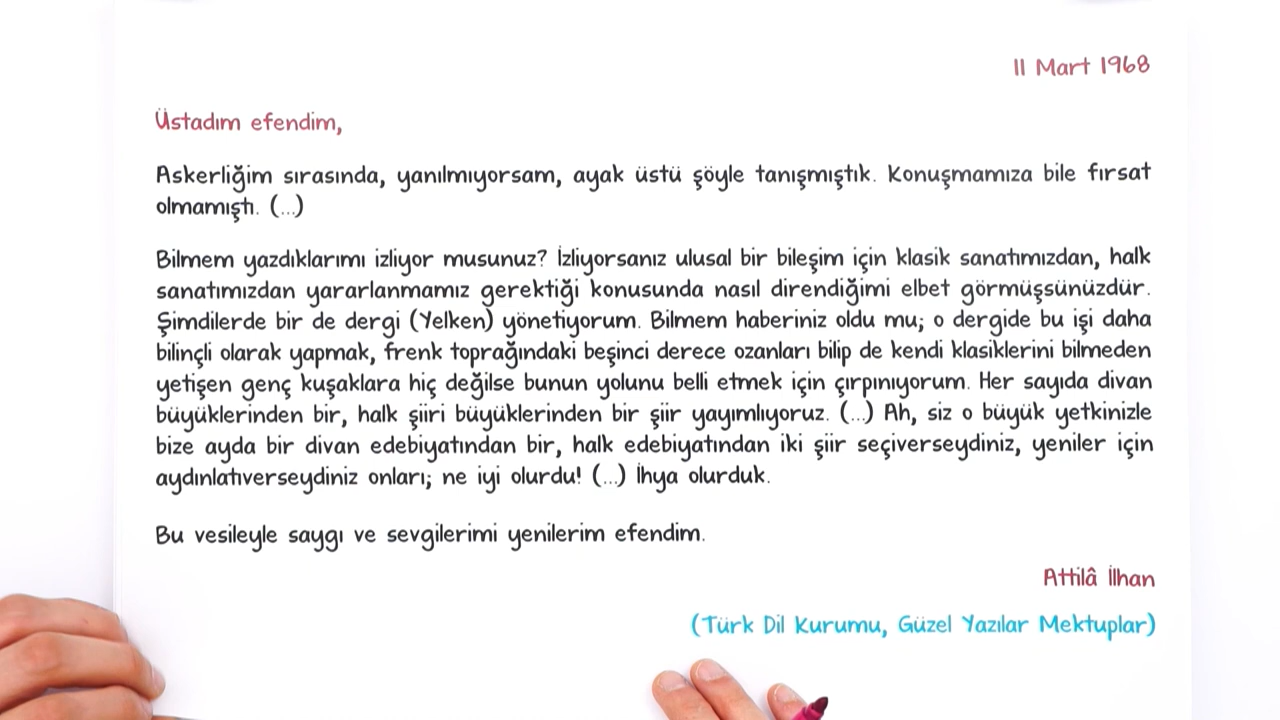 11 Mart 1968
Üstadım efendim,
Askerliğim sırasında, yanılmıyorsam, ayak üstü şöyle tanışmıştık. Konuşmamıza bile fırsat
olmamıştı. (...)
Bilmem yazdıklarımı izliyor musunuz? İzliyorsanız ulusal bir bileşim için klasik sanatımızdan, halk
sanatımızdan yararlanmamız gerektiği konusunda nasıl direndiğimi elbet görmüşsünüzdür.
Şimdilerde bir de dergi (Yelken) yönetiyorum. Bilmem haberiniz oldu mu; o dergide bu işi daha
bilinçli olarak yapmak, frenk toprağındaki beşinci derece ozanları bilip de kendi klasiklerini bilmeden
yetişen genç kuşaklara hiç değilse bunun yolunu belli etmek için çırpınıyorum. Her sayıda divan
büyüklerinden bir, halk şiiri büyüklerinden bir şiir yayımlıyoruz. (...) Ah, siz o büyük yetkinizle
bize ayda bir divan edebiyatından bir, halk edebiyatından iki şiir seçiverseydiniz, yeniler için
aydınlatıverseydiniz onları; ne iyi olurdu! (...) İhya olurduk.
Bu vesileyle saygı ve sevgilerimi yenilerim efendim.
Attilâ İlhan
(Türk Dil Kurumu, Güzel Yazılar Mektuplar)